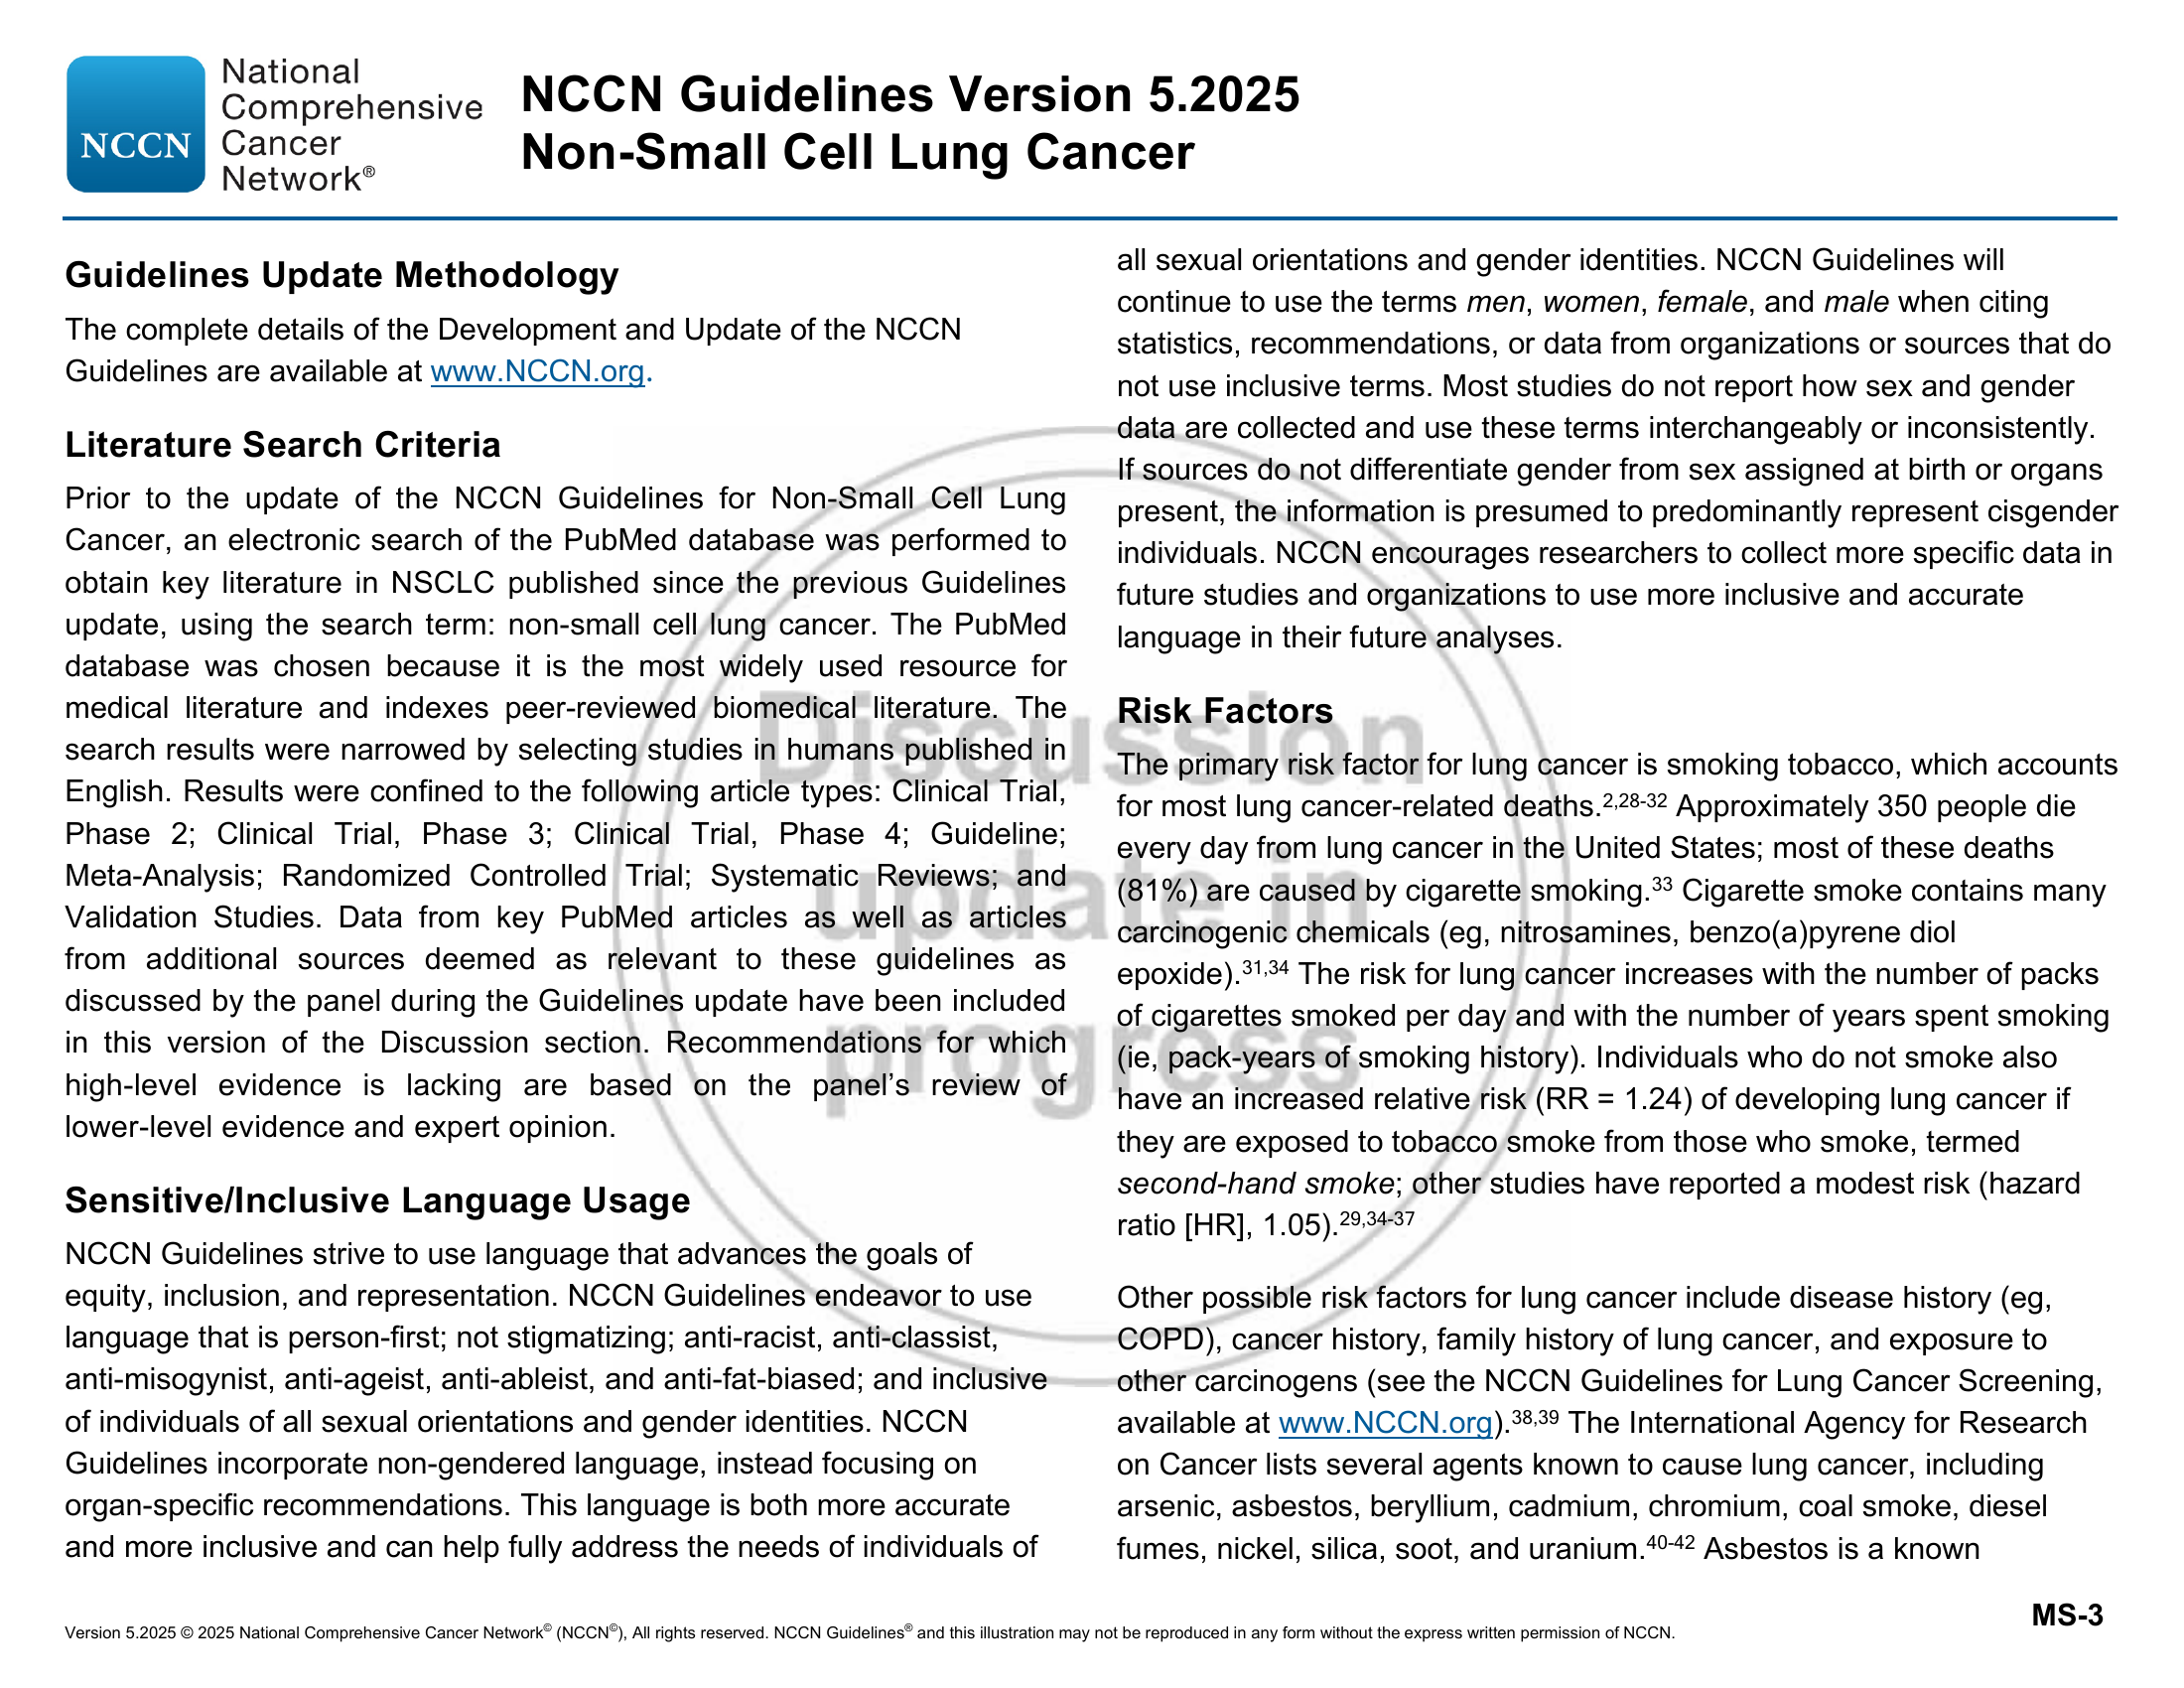 National
Comprehensive
NCCN Cancer
Network®
NCCN Guidelines Version 5.2025
Non-Small Cell Lung Cancer
Guidelines Update Methodology
The complete details of the Development and Update of the NCCN
Guidelines are available at www.NCCN.org.
Literature Search Criteria
Prior to the update of the NCCN Guidelines for Non-Small Cell Lung
Cancer, an electronic search of the PubMed database was performed to
obtain key literature in NSCLC published since the previous Guidelines
update, using the search term: non-small cell lung cancer. The PubMed
database was chosen because it is the most widely used resource for
medical literature and indexes peer-reviewed biomedical literature. The
search results were narrowed by selecting studies in humans published in
English. Results were confined to the following article types: Clinical Trial,
Phase 2; Clinical Trial, Phase 3; Clinical Trial, Phase 4; Guideline;
Meta-Analysis; Randomized Controlled Trial; Systematic Reviews; and
Validation Studies. Data from key PubMed articles as well as articles
from additional sources deemed as relevant to these guidelines as
discussed by the panel during the Guidelines update have been included
in this version of the Discussion section. Recommendations for which
high-level evidence is lacking are based on the panel’s review of
lower-level evidence and expert opinion.
Sensitive/Inclusive Language Usage
NCCN Guidelines strive to use language that advances the goals of
equity, inclusion, and representation. NCCN Guidelines endeavor to use
language that is person-first; not stigmatizing; anti-racist, anti-classist,
anti-misogynist, anti-ageist, anti-ableist, and anti-fat-biased; and inclusive
of individuals of all sexual orientations and gender identities. NCCN
Guidelines incorporate non-gendered language, instead focusing on
organ-specific recommendations. This language is both more accurate
and more inclusive and can help fully address the needs of individuals of
all sexual orientations and gender identities. NCCN Guidelines will
continue to use the terms men, women, female, and male when citing
statistics, recommendations, or data from organizations or sources that do
not use inclusive terms. Most studies do not report how sex and gender
data are collected and use these terms interchangeably or inconsistently.
If sources do not differentiate gender from sex assigned at birth or organs
present, the information is presumed to predominantly represent cisgender
individuals. NCCN encourages researchers to collect more specific data in
future studies and organizations to use more inclusive and accurate
language in their future analyses.
Risk Factors
The primary risk factor for lung cancer is smoking tobacco, which accounts
for most lung cancer-related deaths.2,28-32 Approximately 350 people die
every day from lung cancer in the United States; most of these deaths
(81%) are caused by cigarette smoking.33 Cigarette smoke contains many
carcinogenic chemicals (eg, nitrosamines, benzo(a)pyrene diol
epoxide).31,34 The risk for lung cancer increases with the number of packs
of cigarettes smoked per day and with the number of years spent smoking
(ie, pack-years of smoking history). Individuals who do not smoke also
have an increased relative risk (RR = 1.24) of developing lung cancer if
they are exposed to tobacco smoke from those who smoke, termed
second-hand smoke; other studies have reported a modest risk (hazard
ratio [HR], 1.05).29,34-37
Other possible risk factors for lung cancer include disease history (eg,
COPD), cancer history, family history of lung cancer, and exposure to
other carcinogens (see the NCCN Guidelines for Lung Cancer Screening,
available at www.NCCN.org).38,39 The International Agency for Research
on Cancer lists several agents known to cause lung cancer, including
arsenic, asbestos, beryllium, cadmium, chromium, coal smoke, diesel
fumes, nickel, silica, soot, and uranium.40-42 Asbestos is a known
Discussion
update in
progress
MS-3
Version 5.2025 © 2025 National Comprehensive Cancer Network© (NCCN©), All rights reserved. NCCN Guidelines® and this illustration may not be reproduced in any form without the express written permission of NCCN.